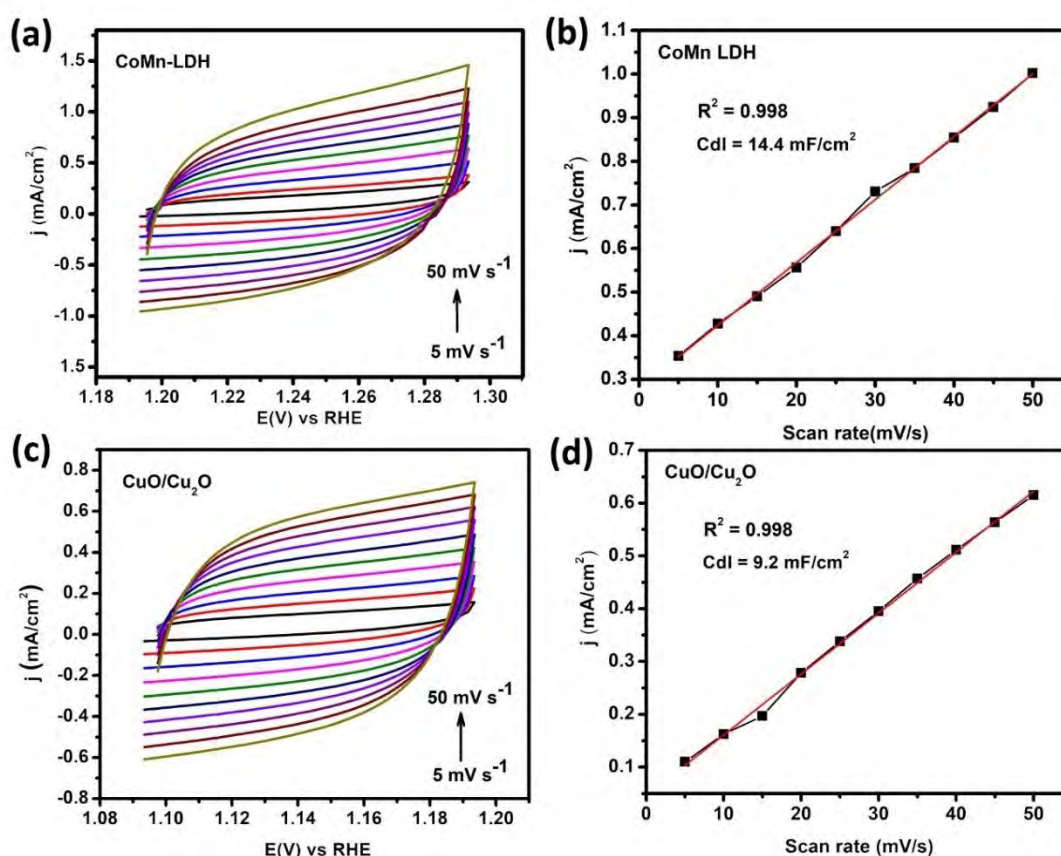 (a)
CoMn-LDH
j (mA/cm²)
1.5
1.0
0.5
0.0
-0.5
-1.0
1.5
50 mV s⁻¹
5 mV s⁻¹
1.18 1.20 1.22 1.24 1.26 1.28 1.30
E(V) vs RHE
(b)
CoMn LDH
R² = 0.998
Cdl = 14.4 mF/cm²
j (mA/cm²)
1.1
1.0
0.9
0.8
0.7
0.6
0.5
0.4
0.3
0 10 20 30 40 50
Scan rate(mV/s)
(c)
CuO/Cu₂O
j (mA/cm²)
0.8
0.6
0.4
0.2
0.0
-0.2
-0.4
-0.6
-0.8
50 mV s⁻¹
5 mV s⁻¹
1.08 1.10 1.12 1.14 1.16 1.18 1.20
E(V) vs RHE
(d)
CuO/Cu₂O
R² = 0.998
Cdl = 9.2 mF/cm²
j (mA/cm²)
0.7
0.6
0.5
0.4
0.3
0.2
0.1
0 10 20 30 40 50
Scan rate (mV/s)